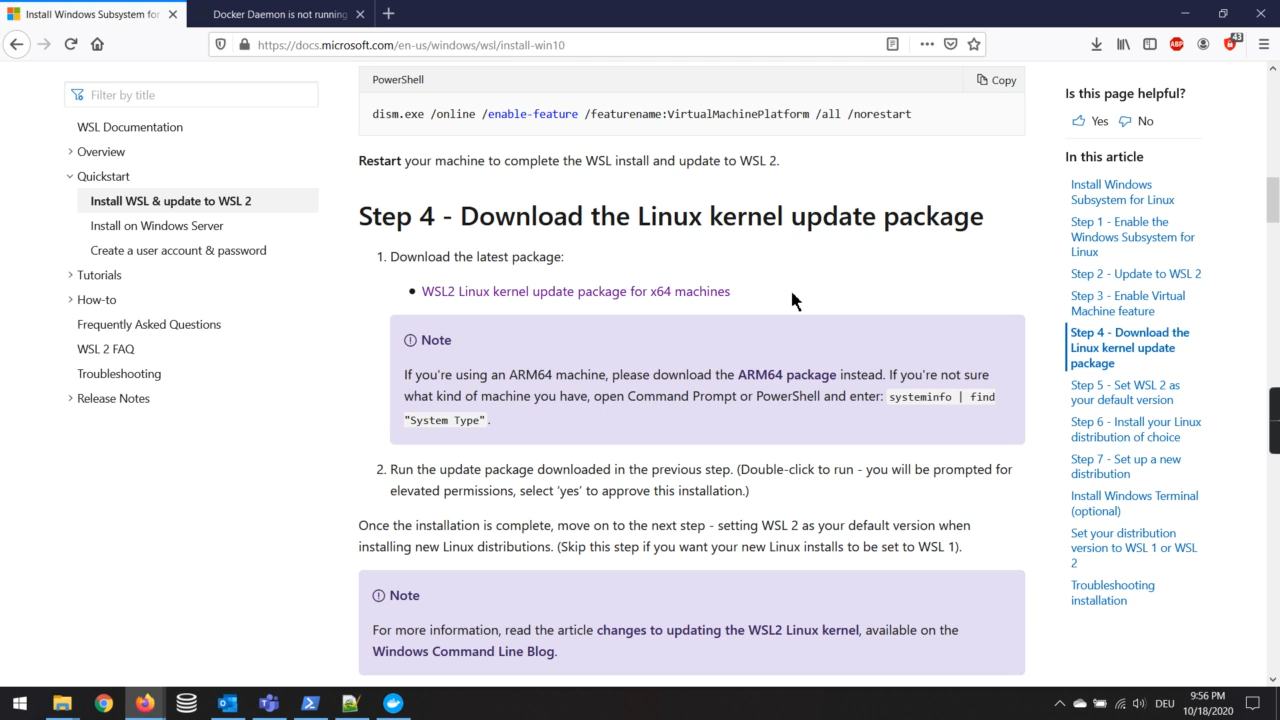 Install Windows Subsystem for
Docker Daemon is not running
https://docs.microsoft.com/en-us/windows/wsl/install-win10
ABP
43
Filter by title
WSL Documentation
Overview
Quickstart
Install WSL & update to WSL 2
Install on Windows Server
Create a user account & password
Tutorials
How-to
Frequently Asked Questions
WSL 2 FAQ
Troubleshooting
Release Notes
PowerShell
Copy
dism.exe /online /enable-feature /featurename:VirtualMachinePlatform /all /norestart
Restart your machine to complete the WSL install and update to WSL 2.
Step 4 - Download the Linux kernel update package
1. Download the latest package:
• WSL2 Linux kernel update package for x64 machines
Note
If you're using an ARM64 machine, please download the ARM64 package instead. If you're not sure
what kind of machine you have, open Command Prompt or PowerShell and enter: systeminfo | find
"System Type".
2. Run the update package downloaded in the previous step. (Double-click to run - you will be prompted for
elevated permissions, select ‘yes’ to approve this installation.)
Once the installation is complete, move on to the next step - setting WSL 2 as your default version when
installing new Linux distributions. (Skip this step if you want your new Linux installs to be set to WSL 1).
Note
For more information, read the article changes to updating the WSL2 Linux kernel, available on the
Windows Command Line Blog.
Is this page helpful?
Yes No
In this article
Install Windows
Subsystem for Linux
Step 1 - Enable the
Windows Subsystem for
Linux
Step 2 - Update to WSL 2
Step 3 - Enable Virtual
Machine feature
Step 4 - Download the
Linux kernel update
package
Step 5 - Set WSL 2 as
your default version
Step 6 - Install your Linux
distribution of choice
Step 7 - Set up a new
distribution
Install Windows Terminal
(optional)
Set your distribution
version to WSL 1 or WSL
2
Troubleshooting
installation
DEU
9:56 PM
10/18/2020